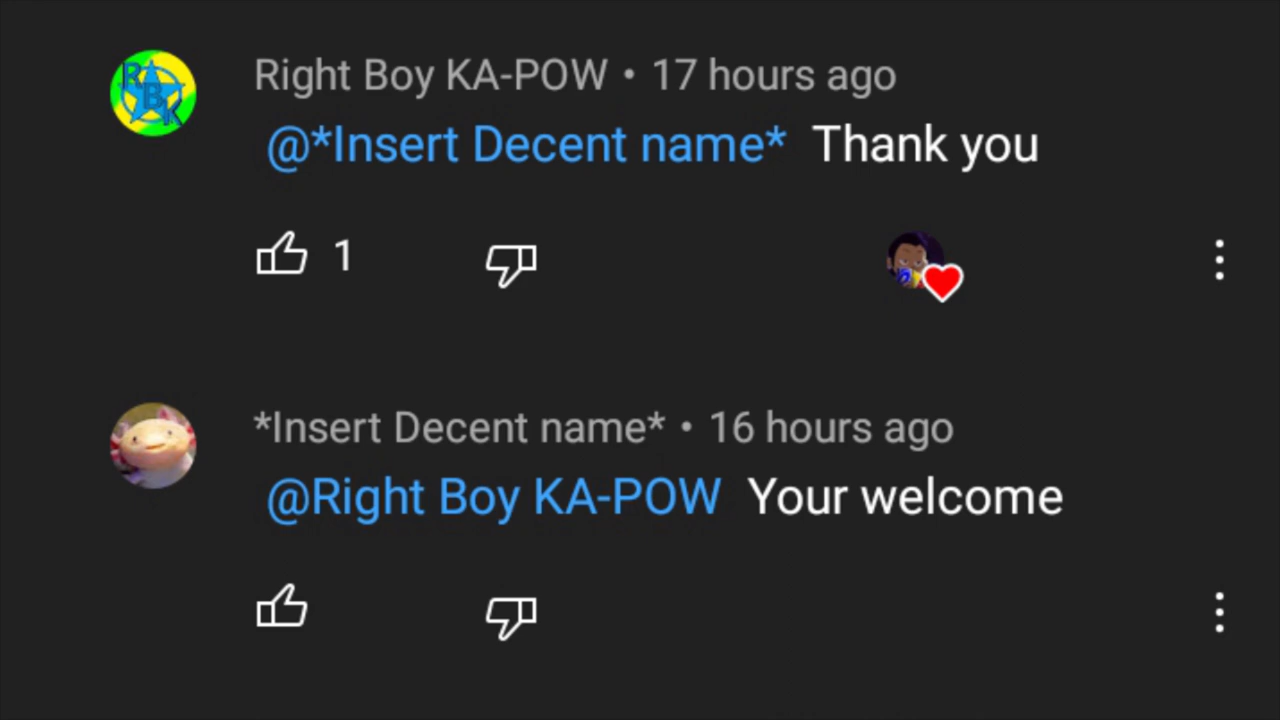 RBK
Right Boy KA-POW • 17 hours ago
@*Insert Decent name* Thank you
1
*Insert Decent name* • 16 hours ago
@Right Boy KA-POW Your welcome